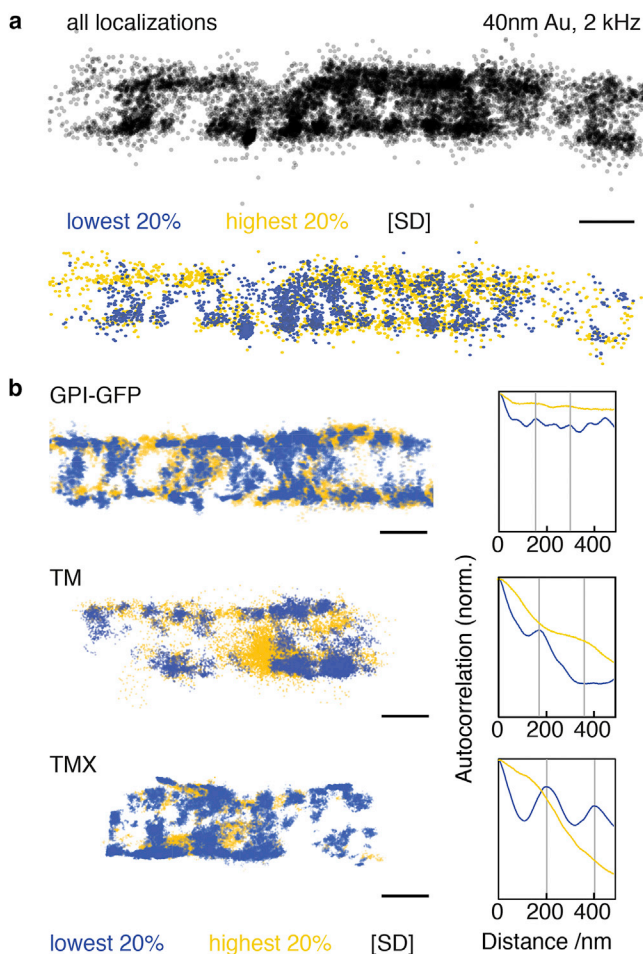 a all localizations 40nm Au, 2 kHz
lowest 20% highest 20% [SD]
b
GPI-GFP
0 200 400
TM
0 200 400
TMX
0 200 400
Autocorrelation (norm.)
lowest 20% highest 20% [SD] Distance /nm